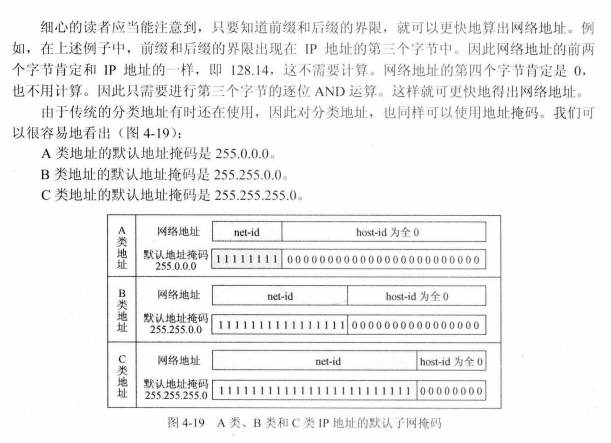 细心的读者应当能注意到，只要知道前缀和后缀的界限，就可以更快地算出网络地址。例
如，在上述例子中，前缀和后缀的界限出现在 IP 地址的第三个字节中。因此网络地址的前两
个字节肯定和 IP 地址的一样，即 128.14，这不需要计算。网络地址的第四个字节肯定是 0，
也不用计算。因此只需要进行第三个字节的逐位 AND 运算。这样就可更快地得出网络地址。
由于传统的分类地址有时还在使用，因此对分类地址，也同样可以使用地址掩码。我们可
以很容易地看出（图 4-19）：
A 类地址的默认地址掩码是 255.0.0.0。
B 类地址的默认地址掩码是 255.255.0.0。
C 类地址的默认地址掩码是 255.255.255.0。
A类地址
网络地址 net-id host-id 为全 0
默认地址掩码 11111111 000000000000000000000000
255.0.0.0
B类地址
网络地址 net-id host-id 为全 0
默认地址掩码 1111111111111111 0000000000000000
255.255.0.0
C类地址
网络地址 net-id host-id 为全 0
默认地址掩码 111111111111111111111111 00000000
255.255.255.0
图 4-19 A 类、B 类和 C 类 IP 地址的默认子网掩码